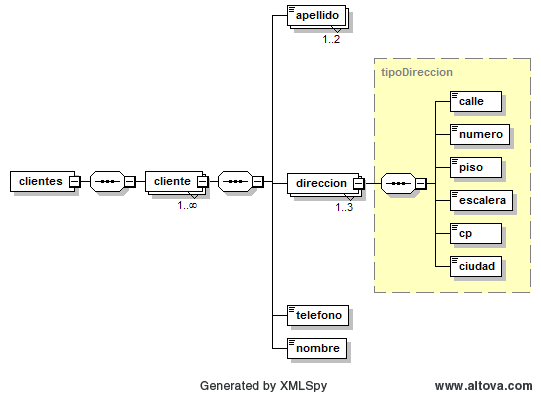 apellido
1..2
tipoDireccion
calle
numero
clientes
cliente
1..∞
direccion
1..3
piso
escalera
cp
ciudad
telefono
nombre
Generated by XMLSpy
www.altova.com